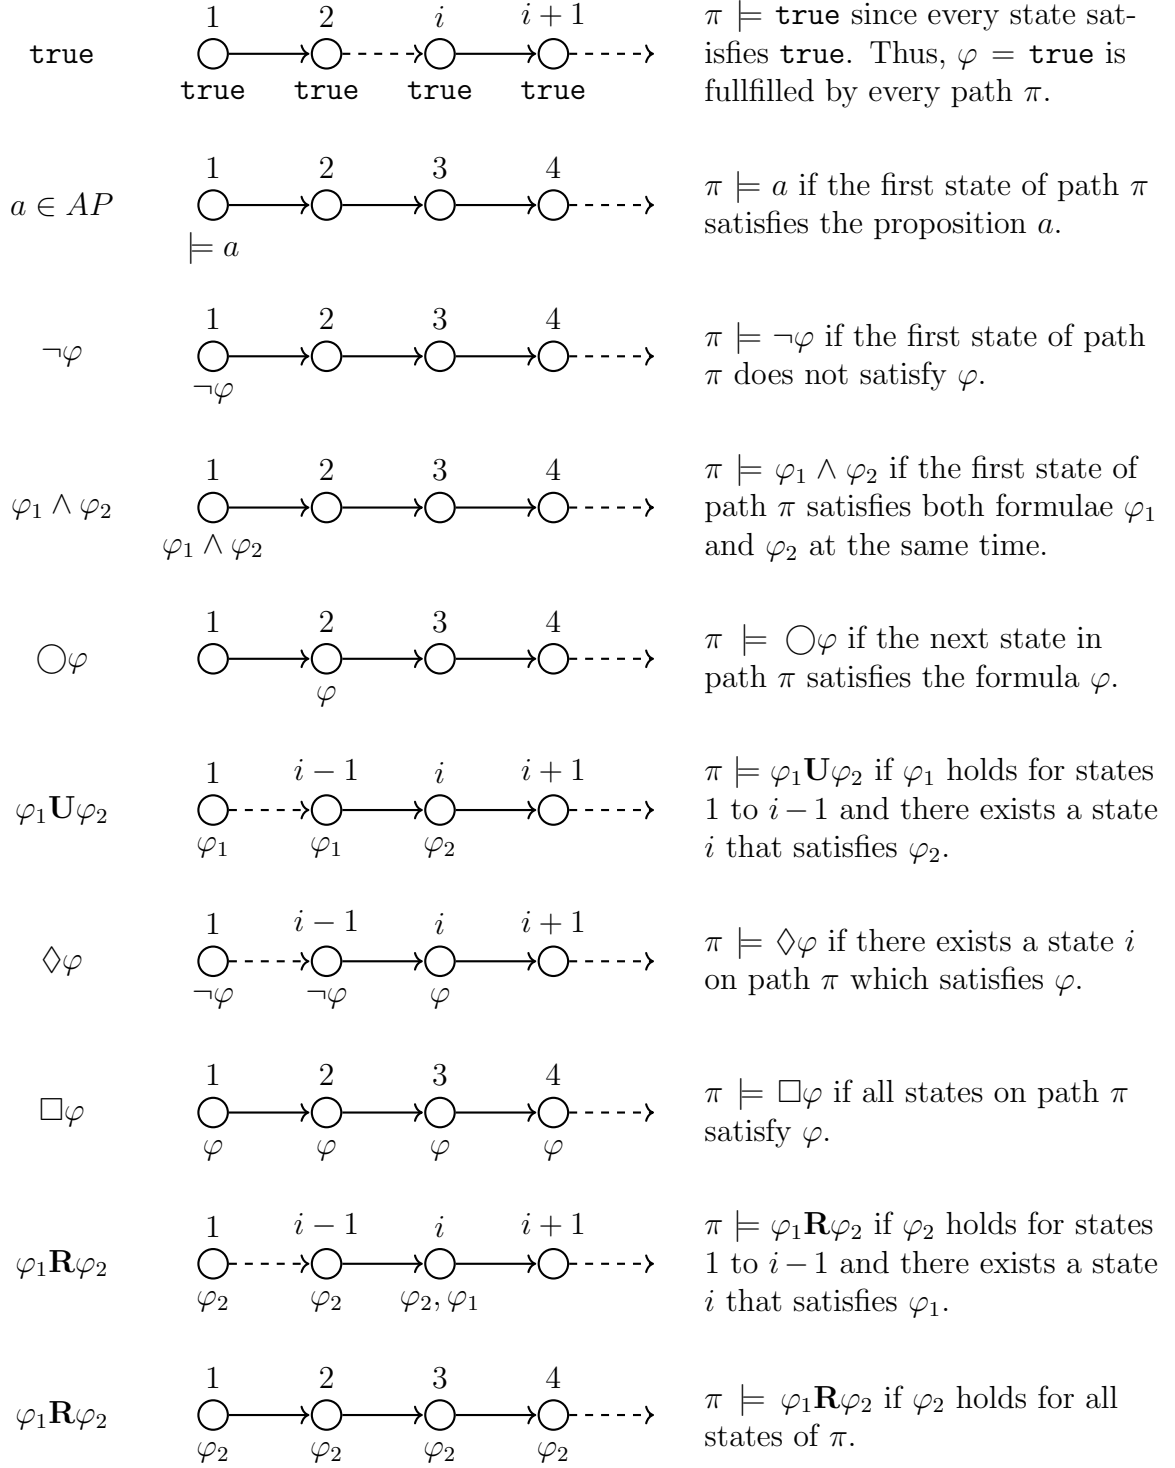 true
1 2 i i + 1
true true true true
π ⊨ true since every state sat-
isfies true. Thus, φ = true is
fullfilled by every path π.
a ∈ AP
1 2 3 4
⊨ a
π ⊨ a if the first state of path π
satisfies the proposition a.
¬φ
1 2 3 4
¬φ
π ⊨ ¬φ if the first state of path
π does not satisfy φ.
φ₁ ∧ φ₂
1 2 3 4
φ₁ ∧ φ₂
π ⊨ φ₁ ∧ φ₂ if the first state of
path π satisfies both formulae φ₁
and φ₂ at the same time.
◯φ
1 2 3 4
φ
π ⊨ ◯φ if the next state in
path π satisfies the formula φ.
φ₁Uφ₂
1 i − 1 i i + 1
φ₁ φ₁ φ₂
π ⊨ φ₁Uφ₂ if φ₁ holds for states
1 to i − 1 and there exists a state
i that satisfies φ₂.
◊φ
1 i − 1 i i + 1
¬φ ¬φ φ
π ⊨ ◊φ if there exists a state i
on path π which satisfies φ.
□φ
1 2 3 4
φ φ φ φ
π ⊨ □φ if all states on path π
satisfy φ.
φ₁Rφ₂
1 i − 1 i i + 1
φ₂ φ₂ φ₂, φ₁
π ⊨ φ₁Rφ₂ if φ₂ holds for states
1 to i − 1 and there exists a state
i that satisfies φ₁.
φ₁Rφ₂
1 2 3 4
φ₂ φ₂ φ₂ φ₂
π ⊨ φ₁Rφ₂ if φ₂ holds for all
states of π.